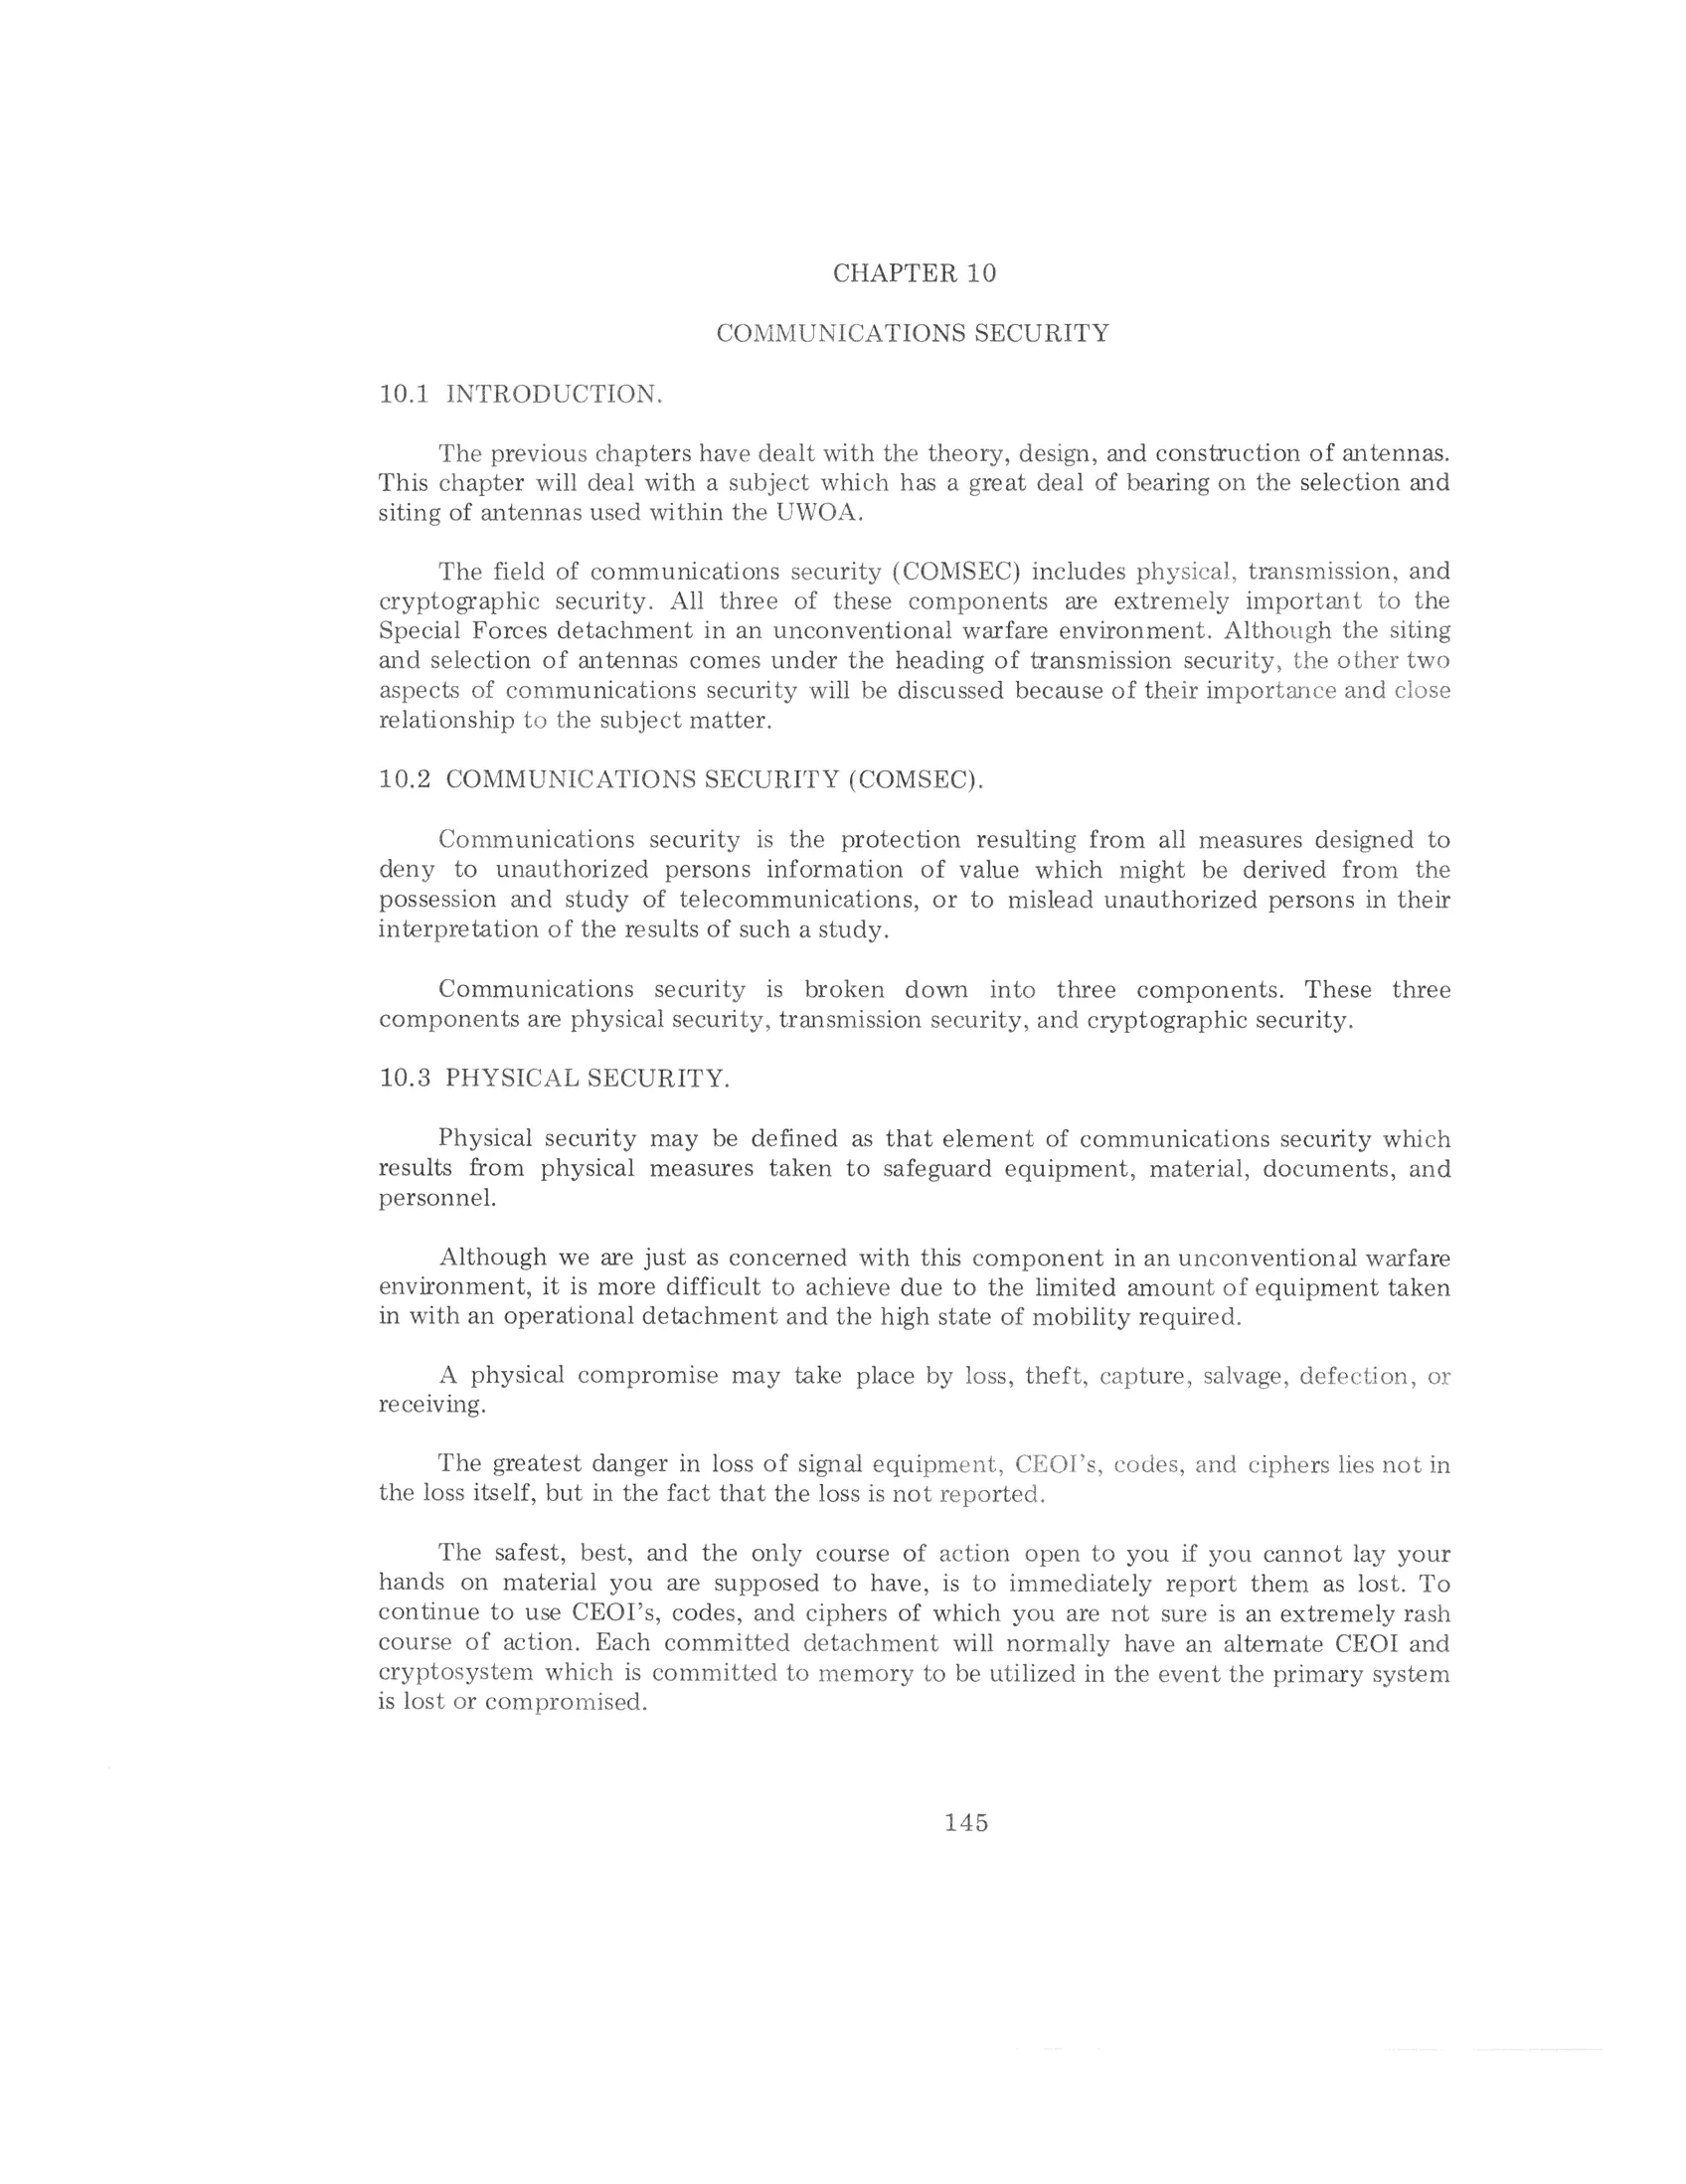 CHAPTER 10
COMMUNICATIONS SECURITY
10.1 INTRODUCTION.
The previous chapters have dealt with the theory, design, and construction of antennas.
This chapter will deal with a subject which has a great deal of bearing on the selection and
siting of antennas used within the UWOA.
The field of communications security (COMSEC) includes physical, transmission, and
cryptographic security. All three of these components are extremely important to the
Special Forces detachment in an unconventional warfare environment. Although the siting
and selection of antennas comes under the heading of transmission security, the other two
aspects of communications security will be discussed because of their importance and close
relationship to the subject matter.
10.2 COMMUNICATIONS SECURITY (COMSEC).
Communications security is the protection resulting from all measures designed to
deny to unauthorized persons information of value which might be derived from the
possession and study of telecommunications, or to mislead unauthorized persons in their
interpretation of the results of such a study.
Communications security is broken down into three components. These three
components are physical security, transmission security, and cryptographic security.
10.3 PHYSICAL SECURITY.
Physical security may be defined as that element of communications security which
results from physical measures taken to safeguard equipment, material, documents, and
personnel.
Although we are just as concerned with this component in an unconventional warfare
environment, it is more difficult to achieve due to the limited amount of equipment taken
in with an operational detachment and the high state of mobility required.
A physical compromise may take place by loss, theft, capture, salvage, defection, or
receiving.
The greatest danger in loss of signal equipment, CEOI's, codes, and ciphers lies not in
the loss itself, but in the fact that the loss is not reported.
The safest, best, and the only course of action open to you if you cannot lay your
hands on material you are supposed to have, is to immediately report them as lost. To
continue to use CEOI's, codes, and ciphers of which you are not sure is an extremely rash
course of action. Each committed detachment will normally have an alternate CEOI and
cryptosystem which is committed to memory to be utilized in the event the primary system
is lost or compromised.
145